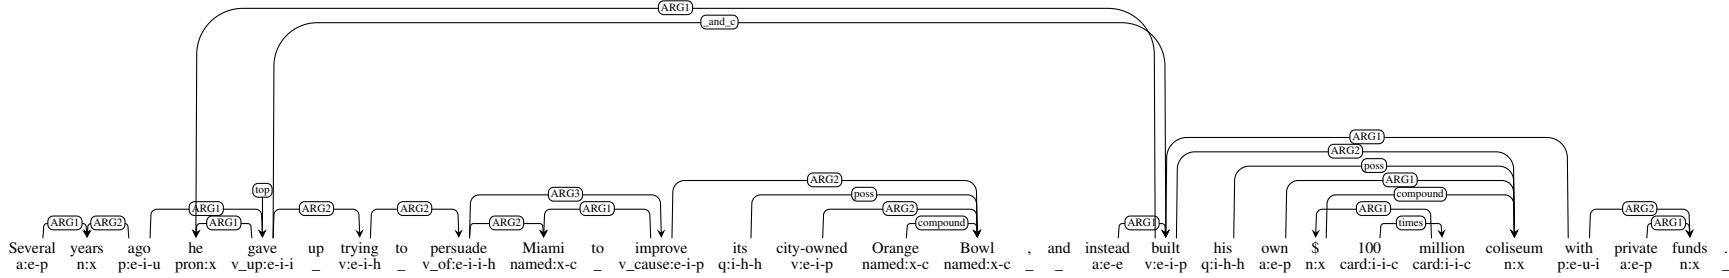 ARG1
_and_c
ARG1
ARG2
poss
ARG2
ARG1
poss
compound
top
ARG3
ARG1 ARG2 ARG2 ARG2 ARG1 ARG2
ARG1 ARG2 ARG1 ARG2 ARG1 compound ARG1 times ARG1
Several years ago he gave up trying to persuade Miami to improve its city-owned Orange Bowl , and instead built his own $ 100 million coliseum with private funds .
a:e-p n:x p:e-i-u pron:x v_up:e-i-i _ v:e-i-h _ v_of:e-i-i-h named:x-c _ v_cause:e-i-p q:i-h-h v:e-i-p named:x-c named:x-c _ _ a:e-e v:e-i-p q:i-h-h a:e-p n:x card:i-i-c card:i-i-c n:x p:e-u-i a:e-p n:x _